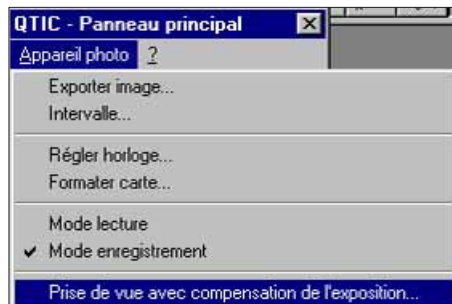 QTIC - Panneau principal
Appareil photo ?
Exporter image...
Intervalle...
Régler horloge...
Formater carte...
Mode lecture
Mode enregistrement
Prise de vue avec compensation de l'exposition...